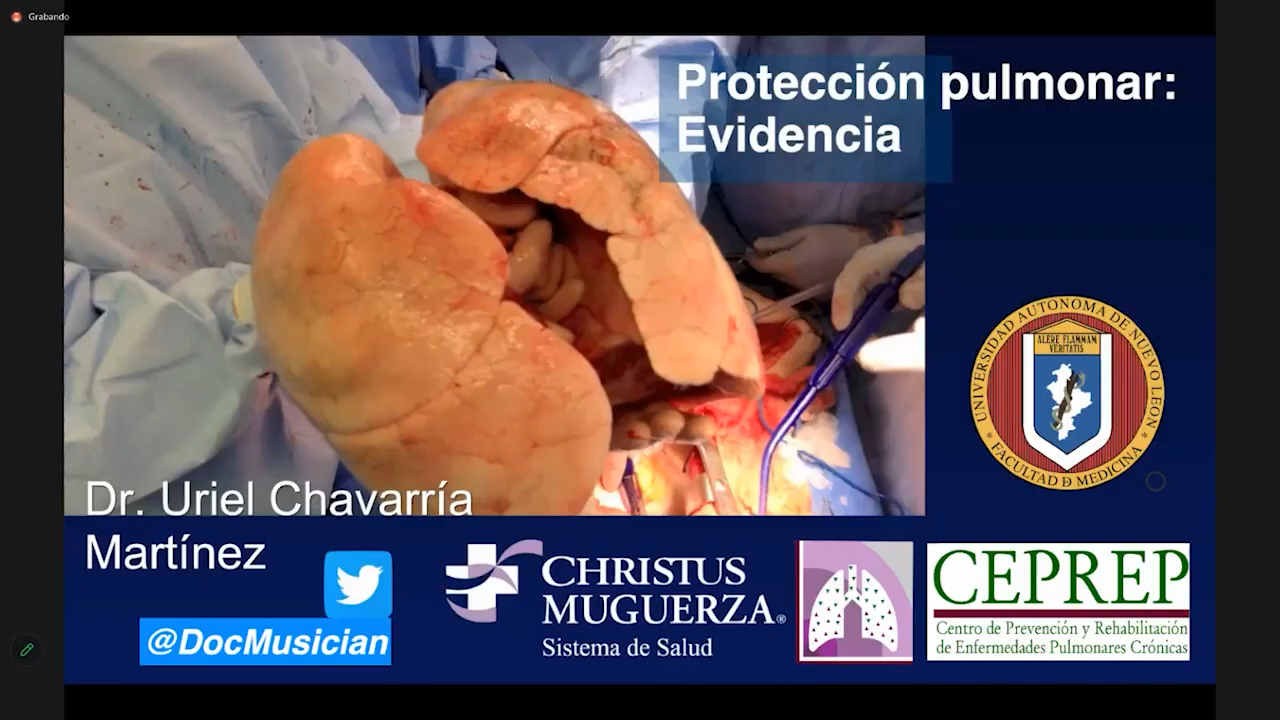 Grabando
Protección pulmonar:
Evidencia
UNIVERSIDAD AUTONOMA DE NUEVO LEON
ALERE FLAMMAM
VERITATIS
* FACULTAD D MEDICINA *
Dr. Uriel Chavarría
Martínez
@DocMusician
CHRISTUS
MUGUERZA®
Sistema de Salud
CEPREP
Centro de Prevención y Rehabilitación
de Enfermedades Pulmonares Crónicas